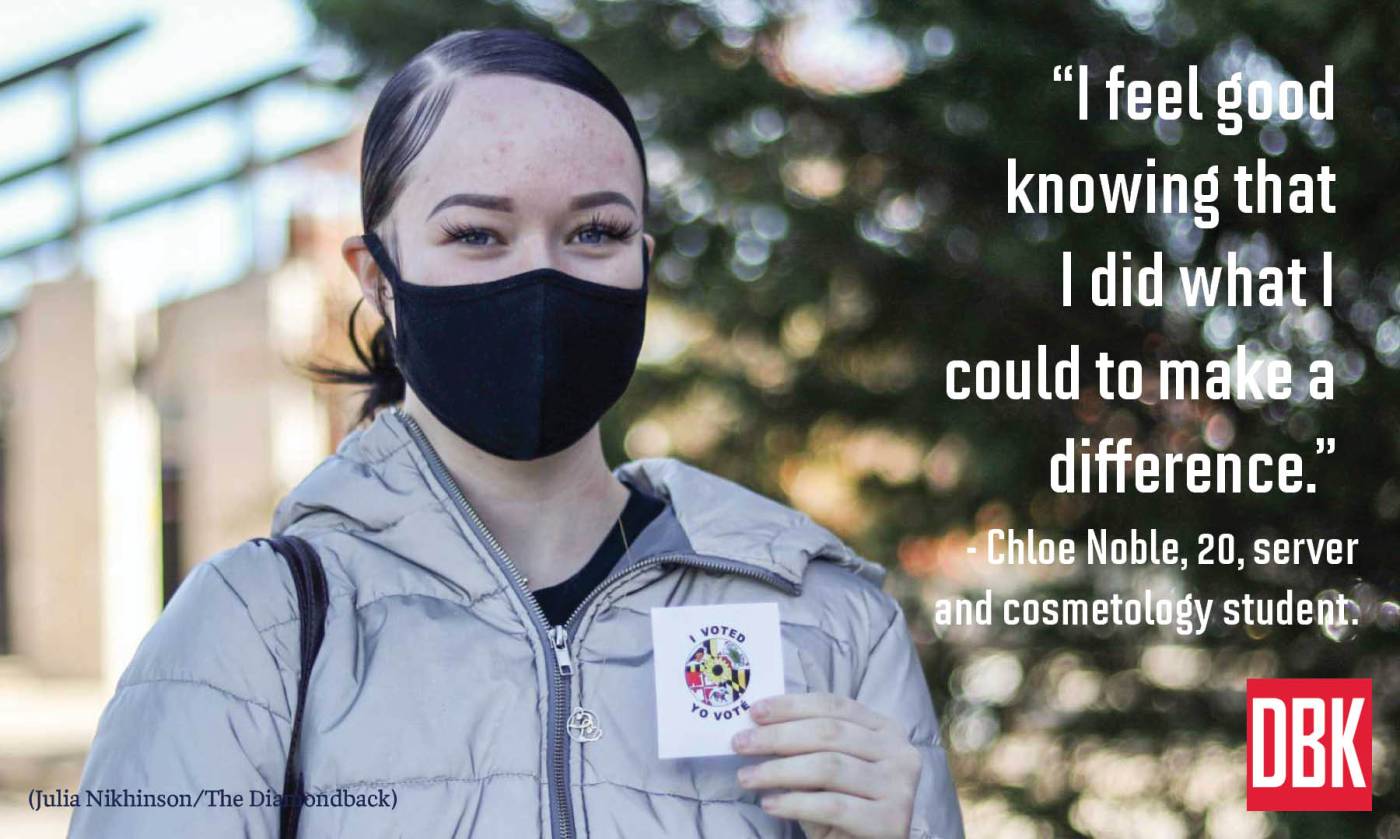 “I feel good
knowing that
I did what I
could to make a
difference.”
- Chloe Noble, 20, server
and cosmetology student.
I VOTED
YO VOTÉ
DBK
(Julia Nikhinson/The Diamondback)